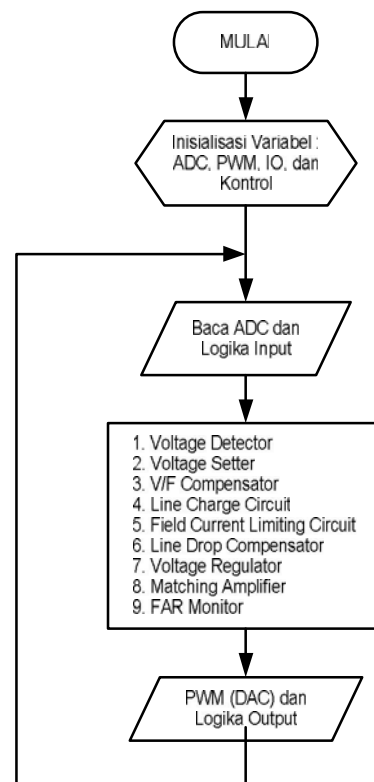 MULAI
Inisialisasi Variabel :
ADC, PWM, IO, dan
Kontrol
Baca ADC dan
Logika Input
1. Voltage Detector
2. Voltage Setter
3. V/F Compensator
4. Line Charge Circuit
5. Field Current Limiting Circuit
6. Line Drop Compensator
7. Voltage Regulator
8. Matching Amplifier
9. FAR Monitor
PWM (DAC) dan
Logika Output